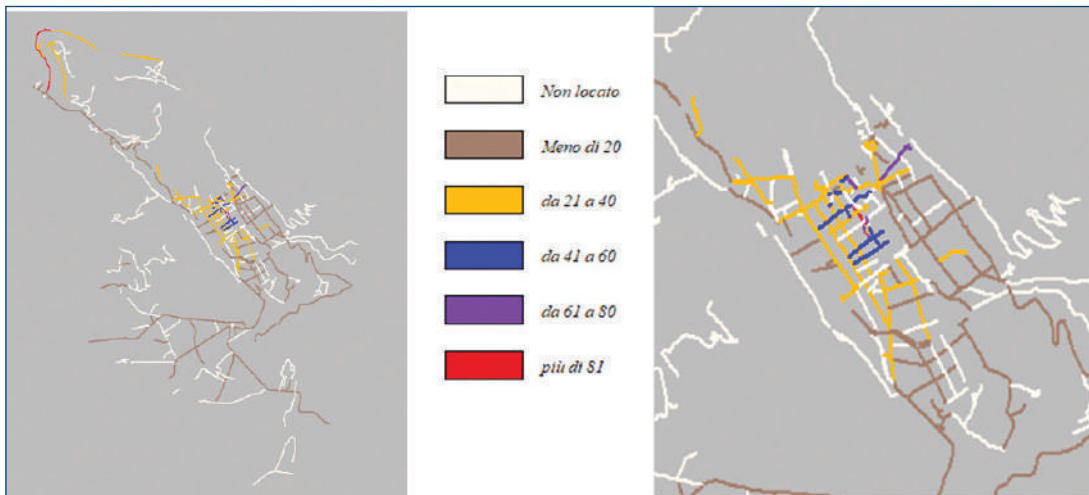 Non locato
Meno di 20
da 21 a 40
da 41 a 60
da 61 a 80
più di 81